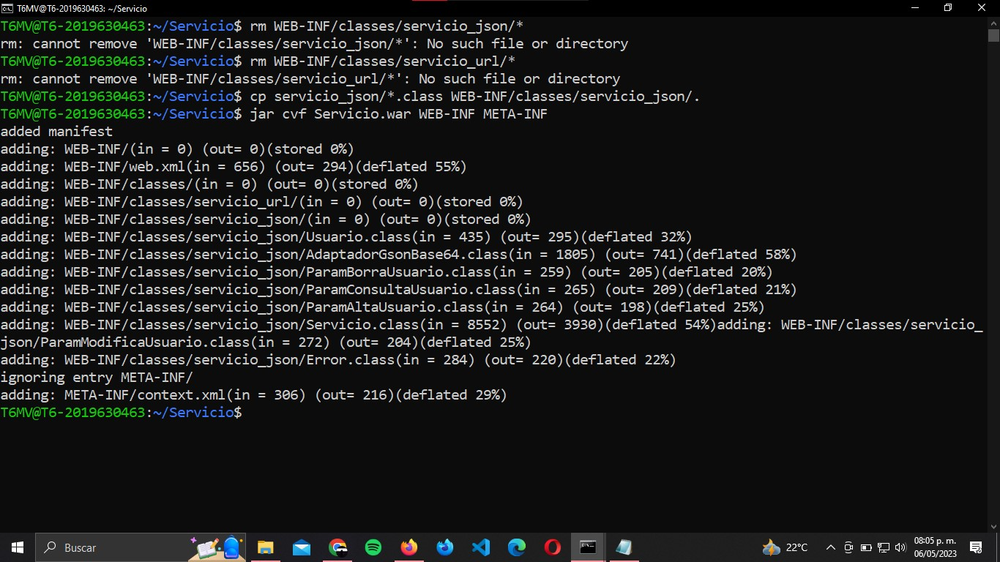 T6MV@T6-2019630463: ~/Servicio
T6MV@T6-2019630463:~/Servicio$ rm WEB-INF/classes/servicio_json/*
rm: cannot remove 'WEB-INF/classes/servicio_json/*': No such file or directory
T6MV@T6-2019630463:~/Servicio$ rm WEB-INF/classes/servicio_url/*
rm: cannot remove 'WEB-INF/classes/servicio_url/*': No such file or directory
T6MV@T6-2019630463:~/Servicio$ cp servicio_json/*.class WEB-INF/classes/servicio_json/.
T6MV@T6-2019630463:~/Servicio$ jar cvf Servicio.war WEB-INF META-INF
added manifest
adding: WEB-INF/(in = 0) (out= 0)(stored 0%)
adding: WEB-INF/web.xml(in = 656) (out= 294)(deflated 55%)
adding: WEB-INF/classes/(in = 0) (out= 0)(stored 0%)
adding: WEB-INF/classes/servicio_url/(in = 0) (out= 0)(stored 0%)
adding: WEB-INF/classes/servicio_json/(in = 0) (out= 0)(stored 0%)
adding: WEB-INF/classes/servicio_json/Usuario.class(in = 435) (out= 295)(deflated 32%)
adding: WEB-INF/classes/servicio_json/AdaptadorGsonBase64.class(in = 1805) (out= 741)(deflated 58%)
adding: WEB-INF/classes/servicio_json/ParamBorraUsuario.class(in = 259) (out= 205)(deflated 20%)
adding: WEB-INF/classes/servicio_json/ParamConsultaUsuario.class(in = 265) (out= 209)(deflated 21%)
adding: WEB-INF/classes/servicio_json/ParamAltaUsuario.class(in = 264) (out= 198)(deflated 25%)
adding: WEB-INF/classes/servicio_json/Servicio.class(in = 8552) (out= 3930)(deflated 54%)adding: WEB-INF/classes/servicio_
json/ParamModificaUsuario.class(in = 272) (out= 204)(deflated 25%)
adding: WEB-INF/classes/servicio_json/Error.class(in = 284) (out= 220)(deflated 22%)
ignoring entry META-INF/
adding: META-INF/context.xml(in = 306) (out= 216)(deflated 29%)
T6MV@T6-2019630463:~/Servicio$
Buscar
22°C
08:05 p. m.
06/05/2023